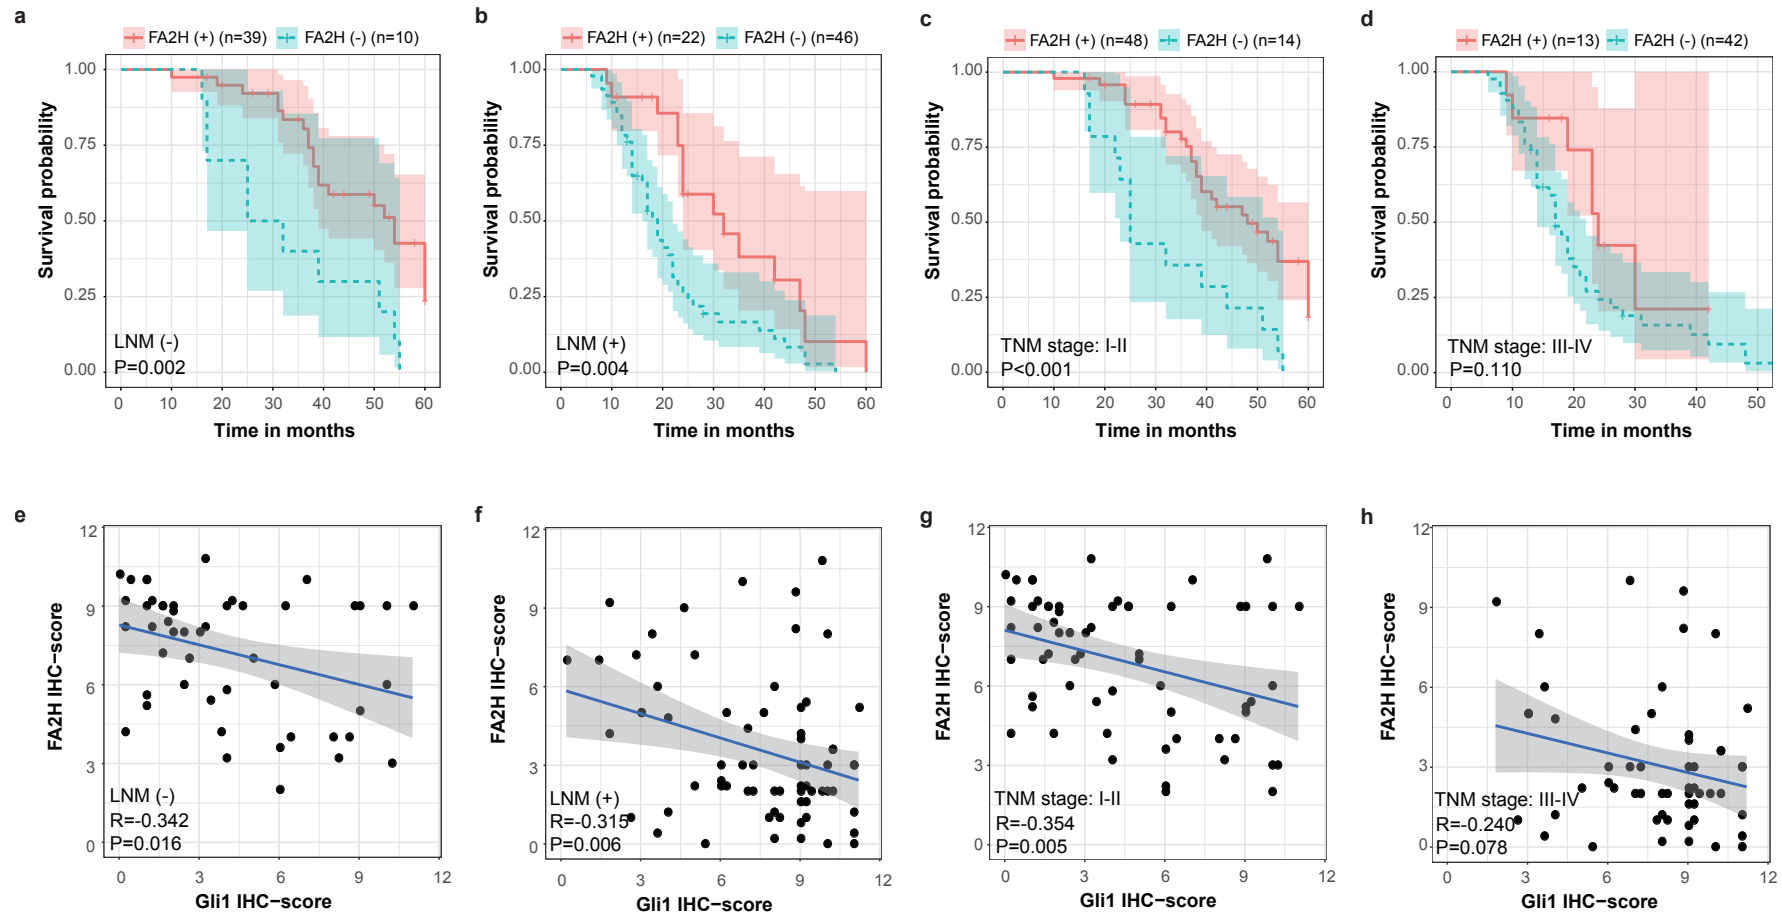 a
FA2H (+) (n=39) FA2H (-) (n=10)
1.00
0.75
0.50
0.25
0.00
Survival probability
LNM (-)
P=0.002
0 10 20 30 40 50 60
Time in months
b
FA2H (+) (n=22) FA2H (-) (n=46)
1.00
0.75
0.50
0.25
0.00
Survival probability
LNM (+)
P=0.004
0 10 20 30 40 50 60
Time in months
c
FA2H (+) (n=48) FA2H (-) (n=14)
1.00
0.75
0.50
0.25
0.00
Survival probability
TNM stage: I-II
P<0.001
0 10 20 30 40 50 60
Time in months
d
FA2H (+) (n=13) FA2H (-) (n=42)
1.00
0.75
0.50
0.25
0.00
Survival probability
TNM stage: III-IV
P=0.110
0 10 20 30 40 50
Time in months
e
12
9
6
3
0
FA2H IHC−score
LNM (-)
R=-0.342
P=0.016
0 3 6 9 12
Gli1 IHC−score
f
12
9
6
3
0
FA2H IHC−score
LNM (+)
R=-0.315
P=0.006
0 3 6 9 12
Gli1 IHC−score
g
12
9
6
3
0
FA2H IHC−score
TNM stage: I-II
R=-0.354
P=0.005
0 3 6 9 12
Gli1 IHC−score
h
12
9
6
3
0
FA2H IHC−score
TNM stage: III-IV
R=-0.240
P=0.078
0 3 6 9 12
Gli1 IHC−score